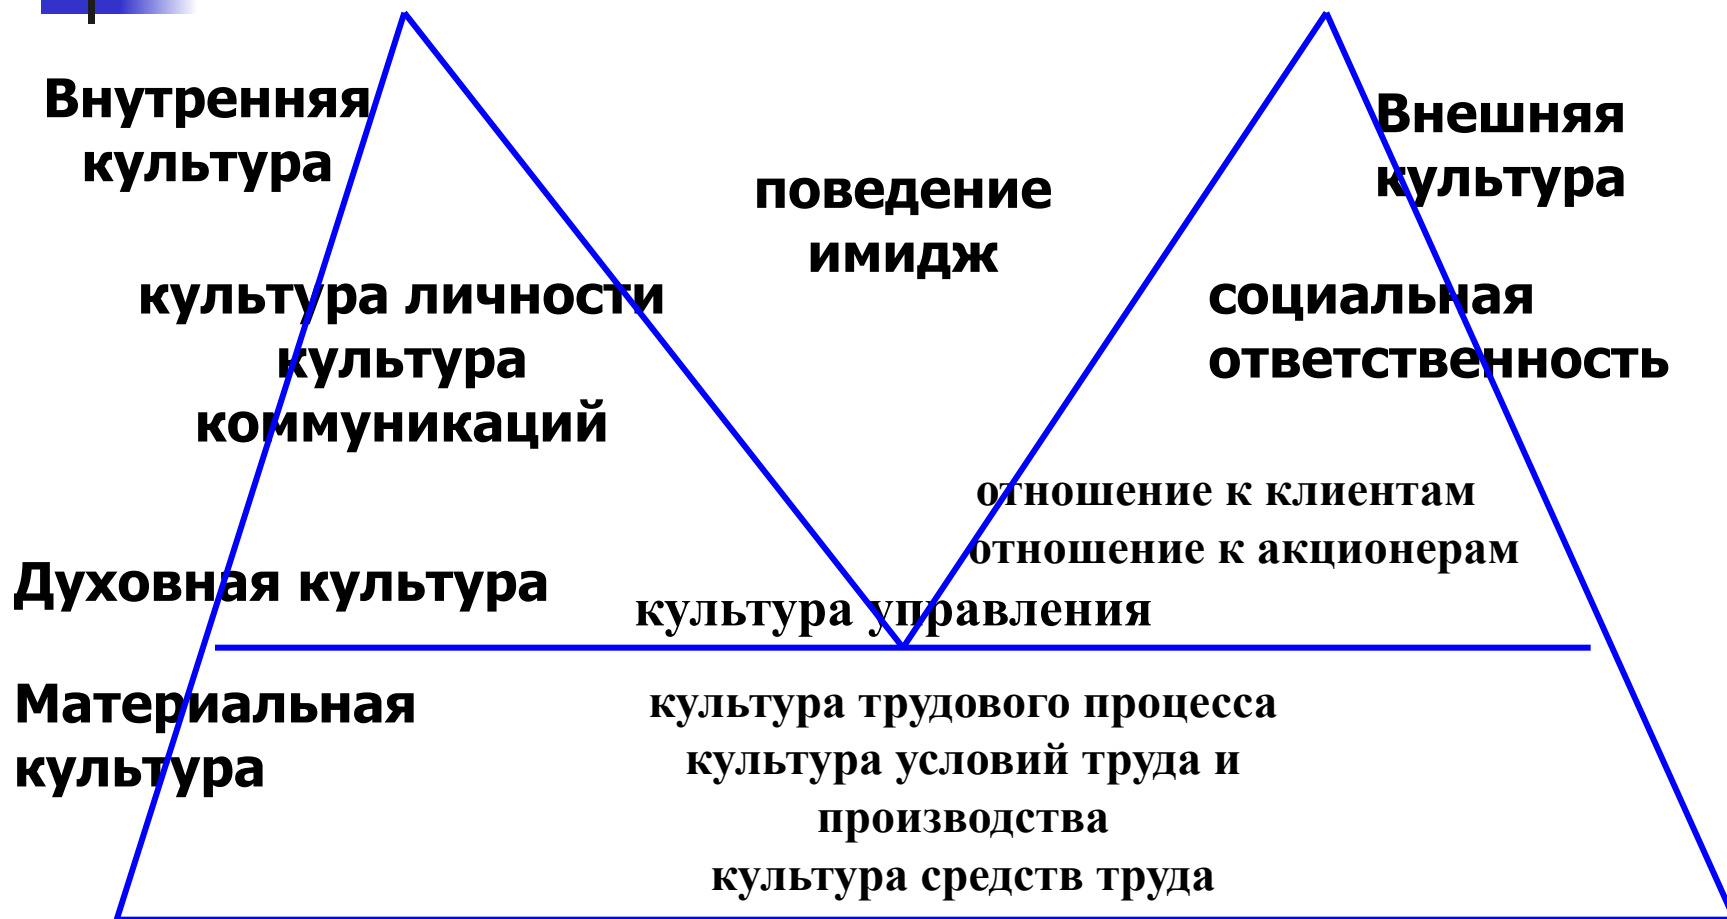 Внутренняя
культура
Внешняя
культура
поведение
имидж
культура личности
культура
коммуникаций
социальная
ответственность
отношение к клиентам
отношение к акционерам
Духовная культура
культура управления
Материальная
культура
культура трудового процесса
культура условий труда и
производства
культура средств труда